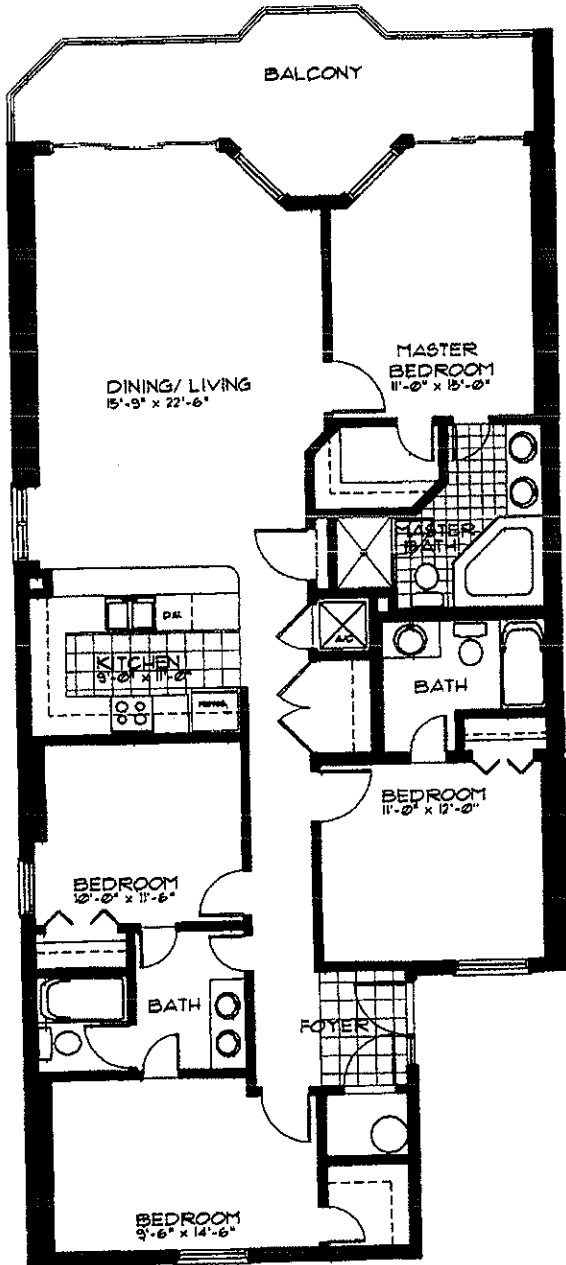 BALCONY
MASTER
BEDROOM
11'-0" x 15'-0"
DINING/ LIVING
15'-9" x 22'-6"
MASTER
BATH
D.W.
A/C
KITCHEN
9'-0" x 11'-0"
BATH
BEDROOM
11'-0" x 12'-0"
BEDROOM
10'-0" x 11'-6"
BATH
FOYER
BEDROOM
9'-6" x 14'-6"